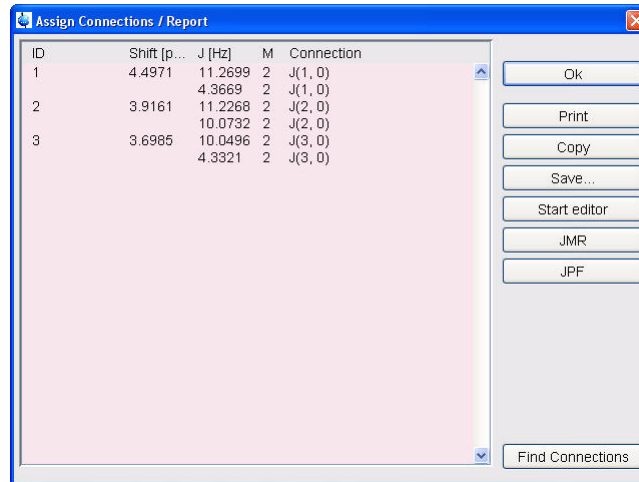 Assign Connections / Report
ID Shift [p... J [Hz] M Connection
1 4.4971 11.2699 2 J(1, 0)
4.3669 2 J(1, 0)
2 3.9161 11.2268 2 J(2, 0)
10.0732 2 J(2, 0)
3 3.6985 10.0496 2 J(3, 0)
4.3321 2 J(3, 0)
Ok
Print
Copy
Save...
Start editor
JMR
JPF
Find Connections